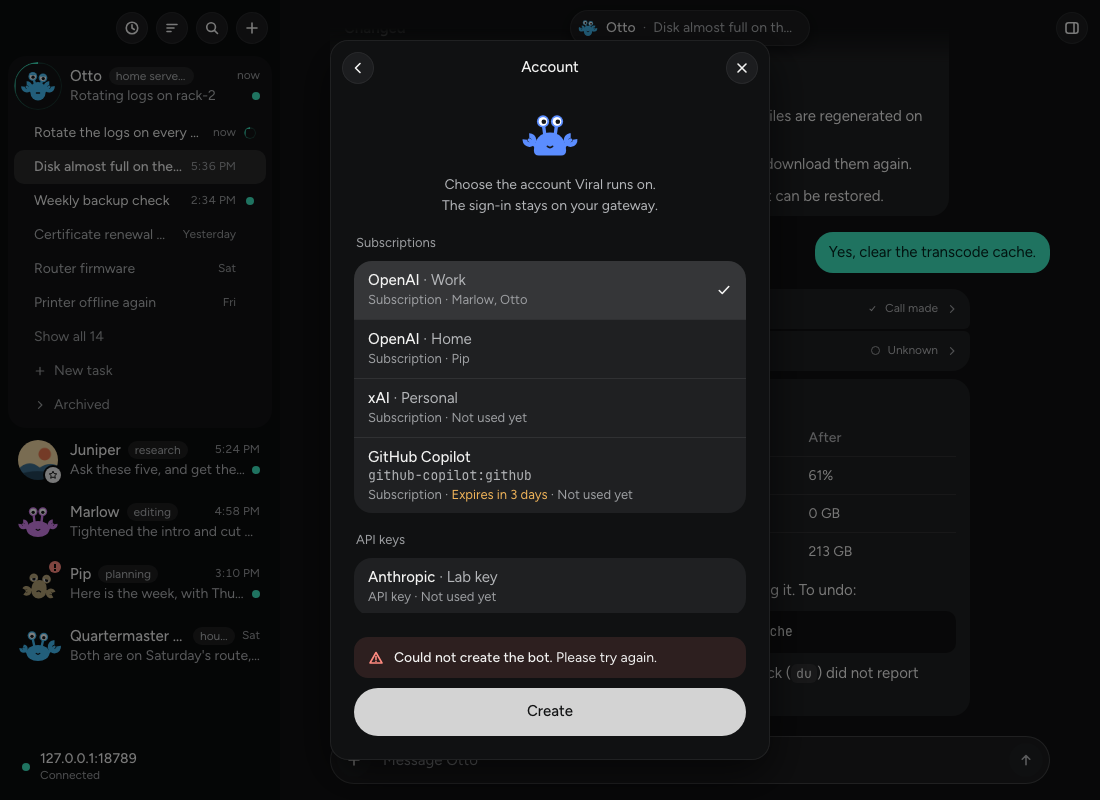 Otto · Disk almost full on th...
Otto home serve... now
Rotating logs on rack-2
Rotate the logs on every ... now
Disk almost full on the... 5:36 PM
Weekly backup check 2:34 PM
Certificate renewal ... Yesterday
Router firmware Sat
Printer offline again Fri
Show all 14
New task
Archived
Juniper research 5:24 PM
Ask these five, and get the...
Marlow editing 4:58 PM
Tightened the intro and cut ...
Pip planning 3:10 PM
Here is the week, with Thu...
Quartermaster ... hou... Sat
Both are on Saturday's route,...
127.0.0.1:18789
Connected
Account
Choose the account Viral runs on.
The sign-in stays on your gateway.
Subscriptions
OpenAI · Work
Subscription · Marlow, Otto
OpenAI · Home
Subscription · Pip
xAI · Personal
Subscription · Not used yet
GitHub Copilot
github-copilot:github
Subscription · Expires in 3 days · Not used yet
API keys
Anthropic · Lab key
API key · Not used yet
Could not create the bot. Please try again.
Create
are regenerated on
download them again.
can be restored.
Yes, clear the transcode cache.
Call made
Unknown
After
61%
0 GB
213 GB
it. To undo:
(du) did not report
Message Otto